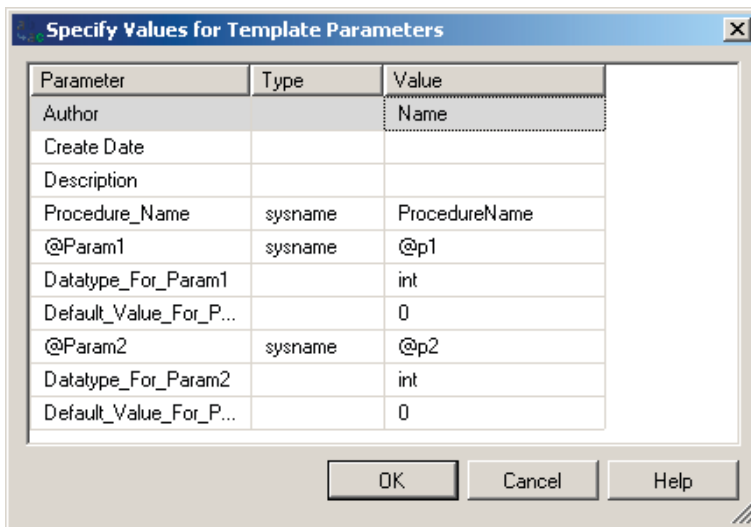 Specify Values for Template Parameters
Parameter Type Value
Author Name
Create Date
Description
Procedure_Name sysname ProcedureName
@Param1 sysname @p1
Datatype_For_Param1 int
Default_Value_For_P... 0
@Param2 sysname @p2
Datatype_For_Param2 int
Default_Value_For_P... 0
OK Cancel Help